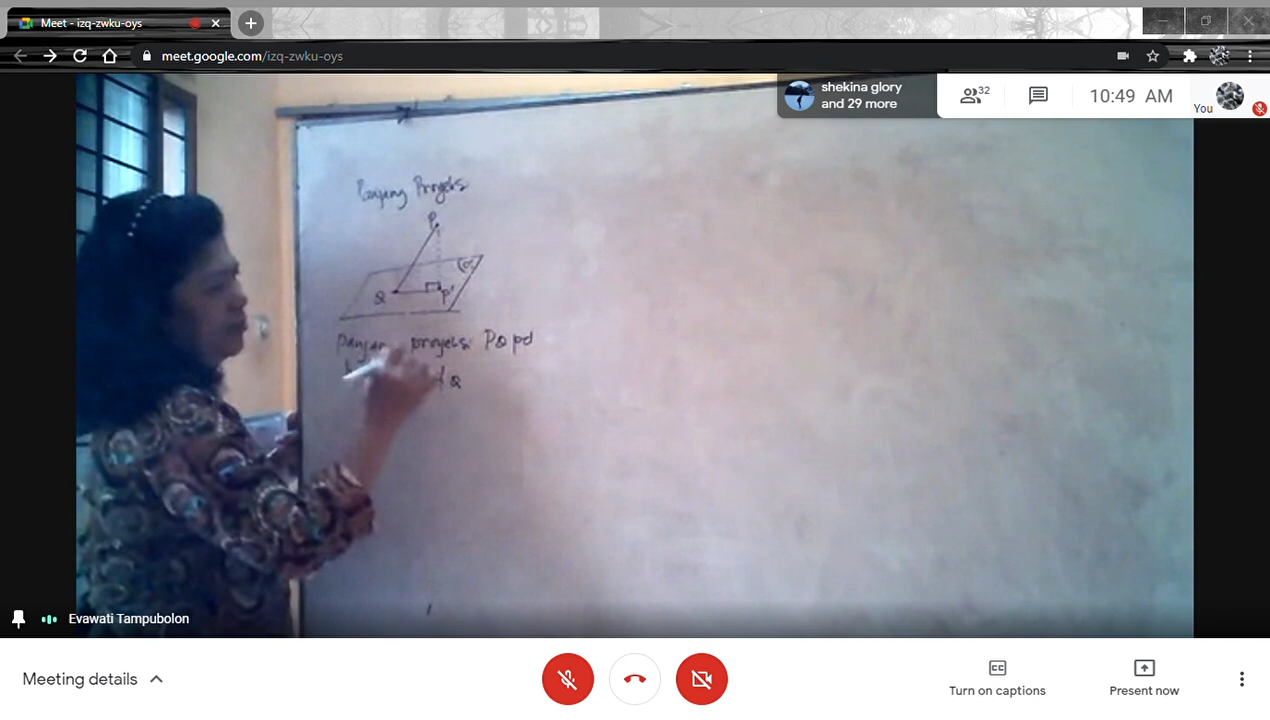 Meet - izq-zwku-oys
meet.google.com/izq-zwku-oys
shekina glory
and 29 more
32
10:49 AM
You
Panjang Proyeksi
P
α
Q
P'
proyeksi PQ pd
Q
Evawati Tampubolon
Meeting details
CC
Turn on captions
Present now